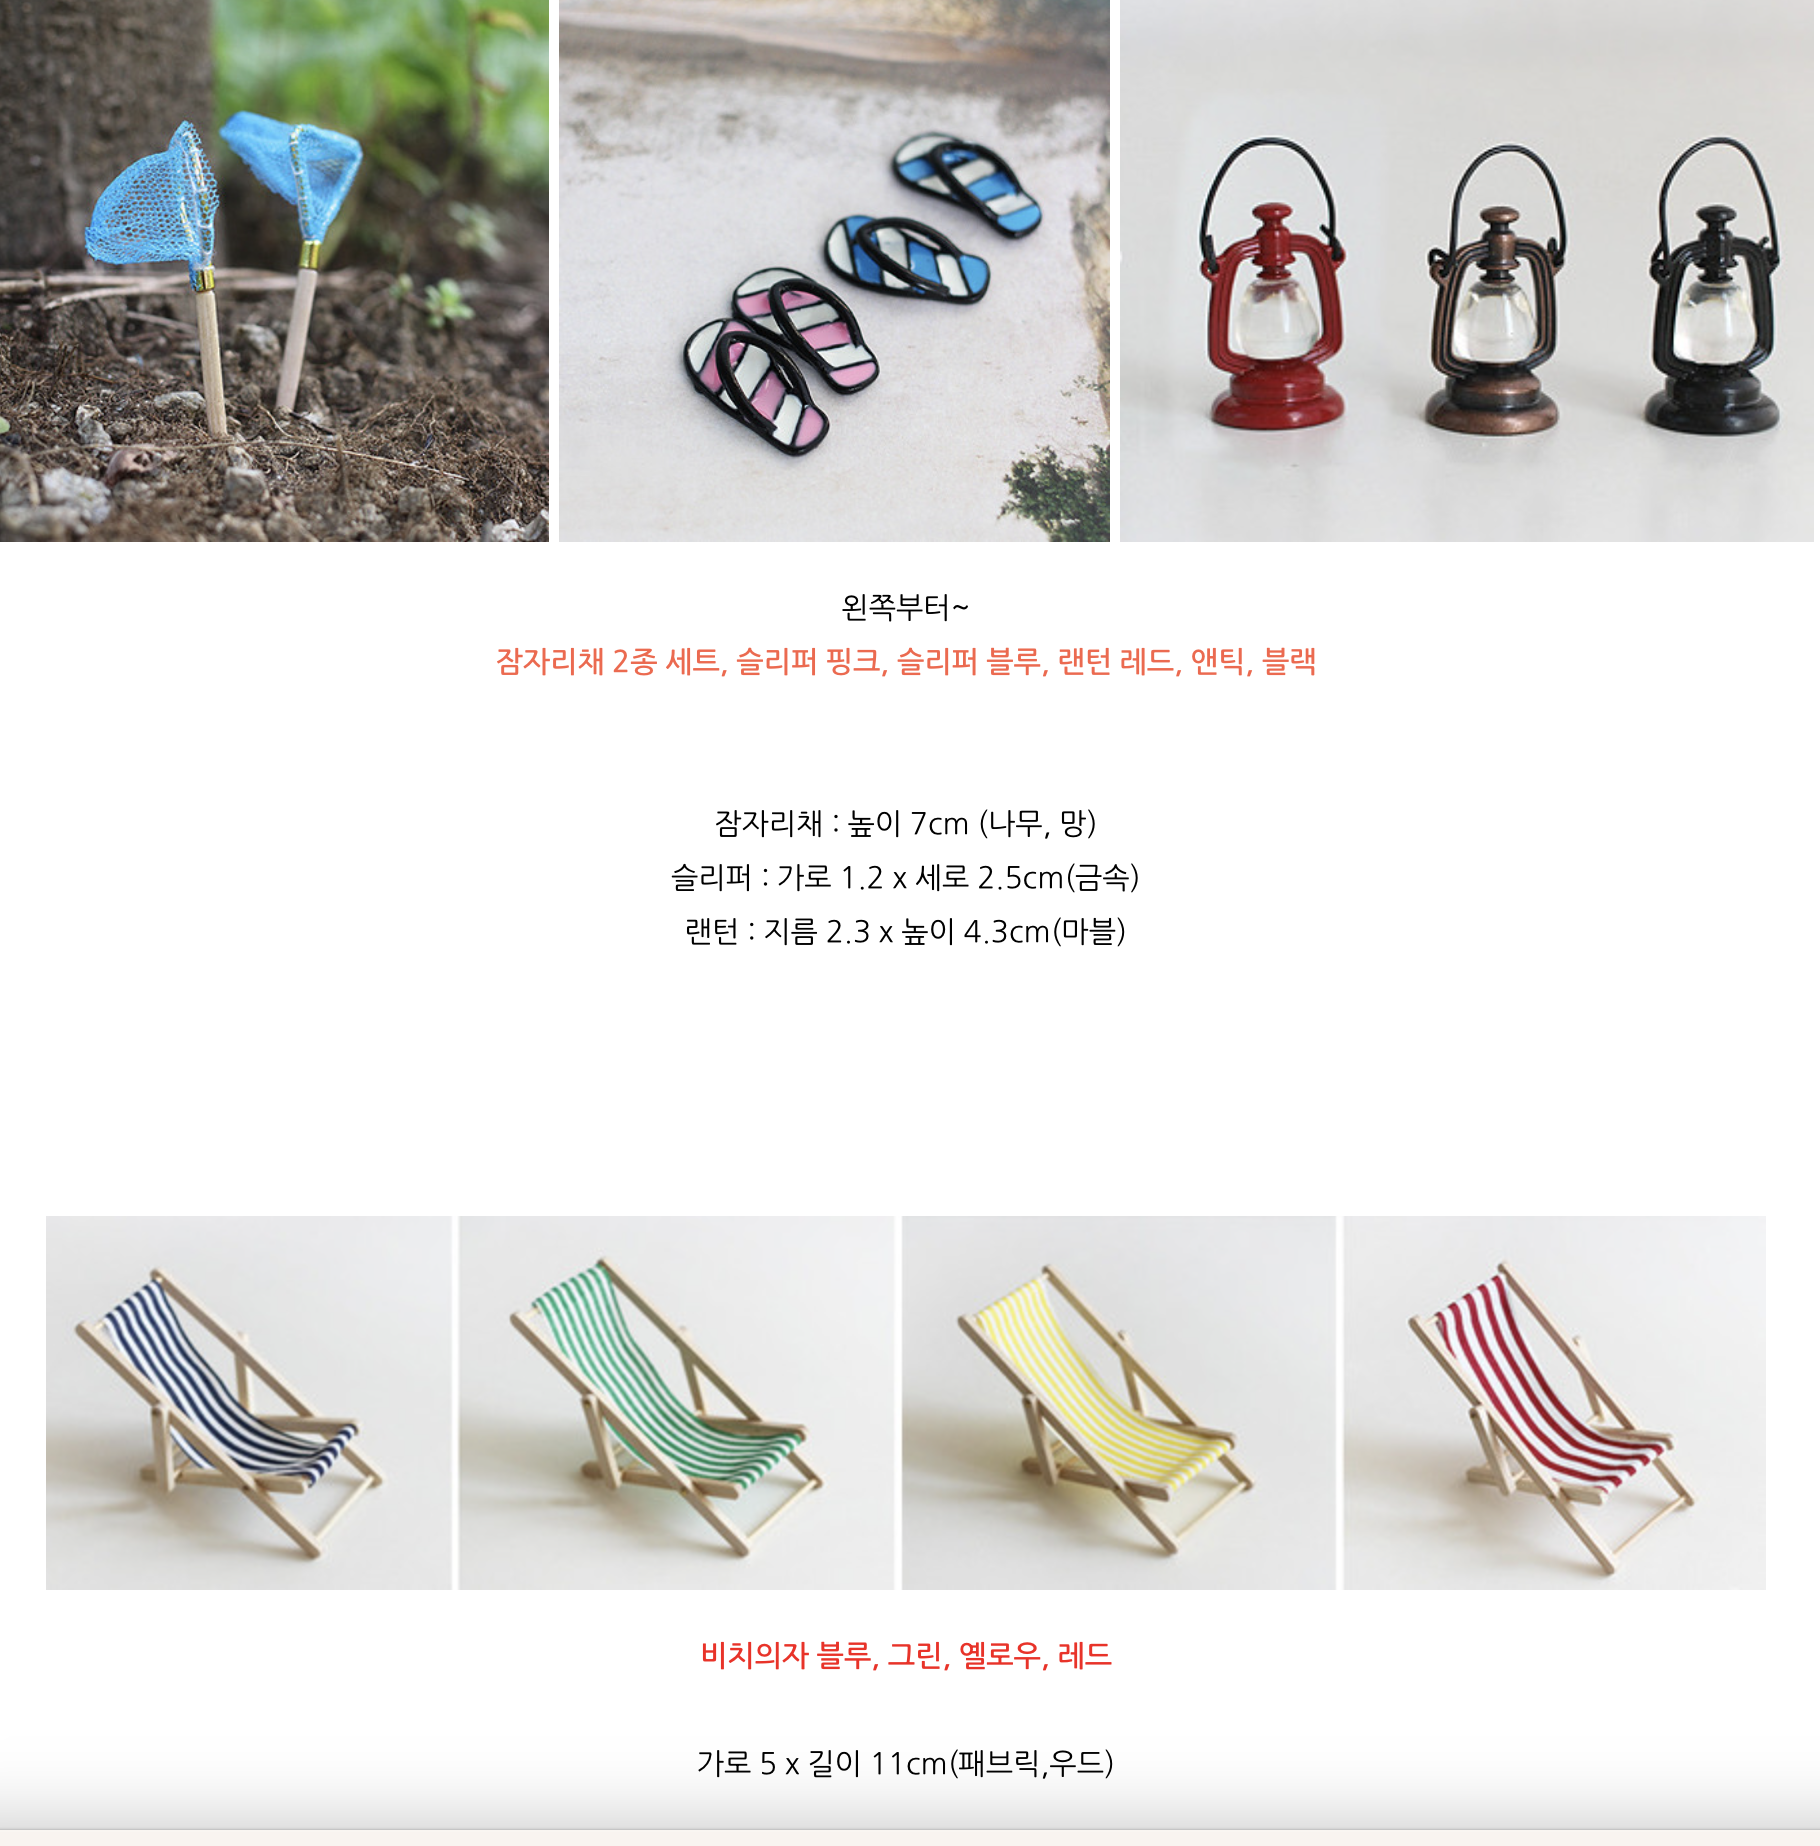 왼쪽부터~
잠자리채 2종 세트, 슬리퍼 핑크, 슬리퍼 블루, 랜턴 레드, 앤틱, 블랙
잠자리채 : 높이 7cm (나무, 망)
슬리퍼 : 가로 1.2 x 세로 2.5cm(금속)
랜턴 : 지름 2.3 x 높이 4.3cm(마블)
비치의자 블루, 그린, 옐로우, 레드
가로 5 x 길이 11cm(패브릭,우드)